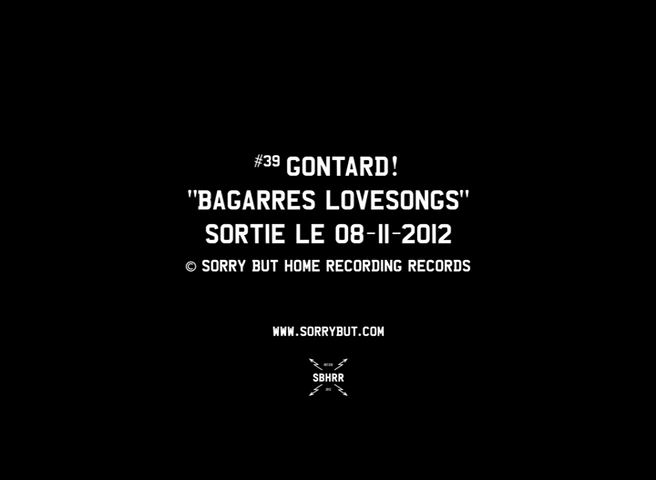 #39 GONTARD!
"BAGARRES LOVESONGS"
SORTIE LE 08-11-2012
© SORRY BUT HOME RECORDING RECORDS
WWW.SORRYBUT.COM
SBHRR